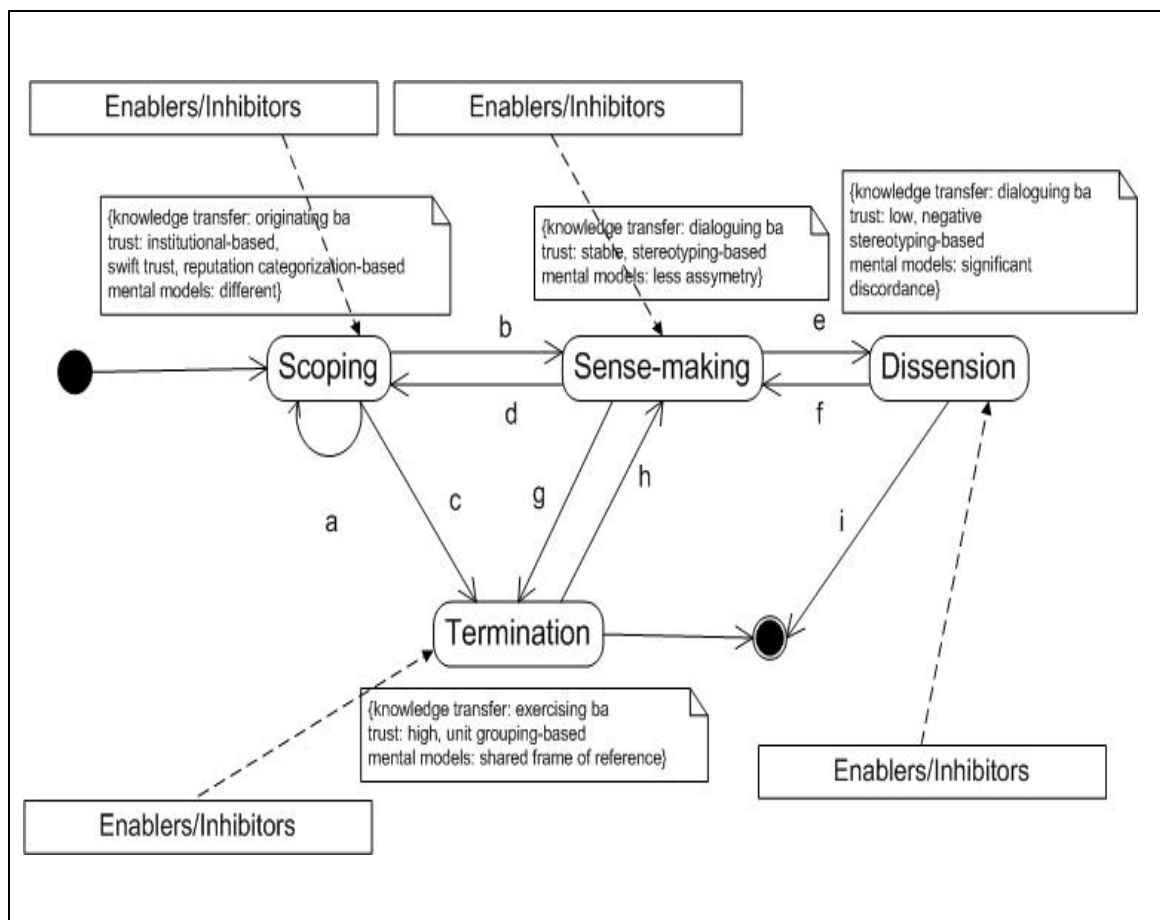 Enablers/Inhibitors
Enablers/Inhibitors
{knowledge transfer: originating ba
trust: institutional-based,
swift trust, reputation categorization-based
mental models: different}
{knowledge transfer: dialoguing ba
trust: stable, stereotyping-based
mental models: less assymetry}
{knowledge transfer: dialoguing ba
trust: low, negative
stereotyping-based
mental models: significant
discordance}
b
e
Scoping
Sense-making
Dissension
d
f
a
c
g
h
i
Termination
{knowledge transfer: exercising ba
trust: high, unit grouping-based
mental models: shared frame of reference}
Enablers/Inhibitors
Enablers/Inhibitors